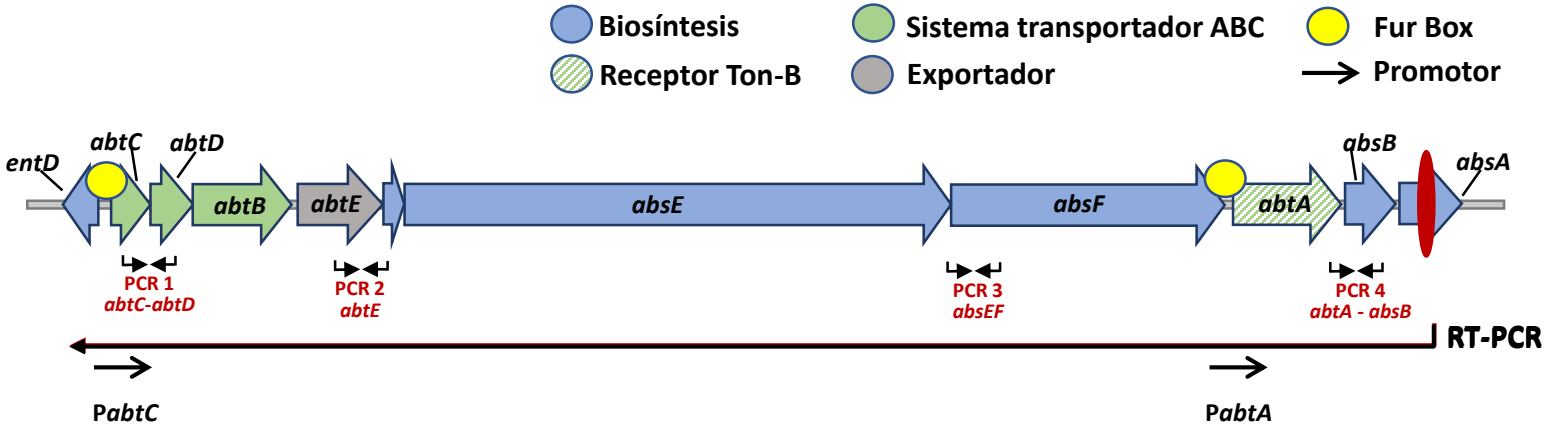 Biosíntesis
Sistema transportador ABC
Fur Box
Receptor Ton-B
Exportador
Promotor
entD
abtC
abtD
abtB
abtE
absE
absF
abtA
absB
absA
PCR 1
abtC-abtD
PCR 2
abtE
PCR 3
absEF
PCR 4
abtA - absB
RT-PCR
PabtC
PabtA